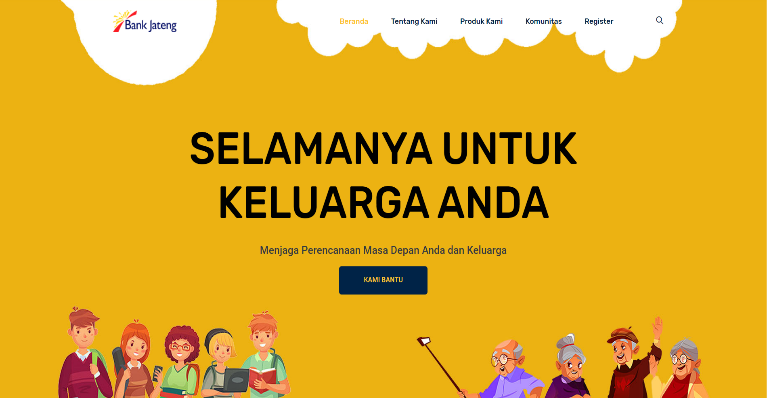 Bank Jateng
Beranda
Tentang Kami
Produk Kami
Komunitas
Register
SELAMANYA UNTUK
KELUARGA ANDA
Menjaga Perencanaan Masa Depan Anda dan Keluarga
KAMI BANTU